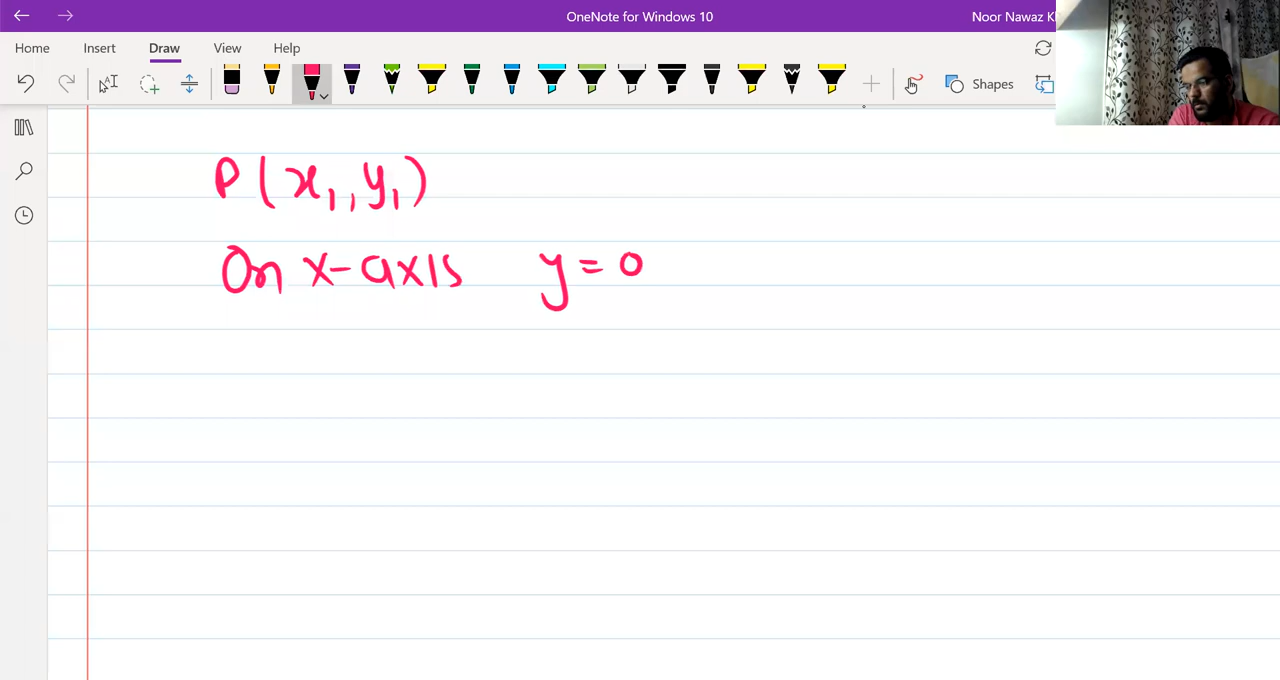 OneNote for Windows 10
Noor Nawaz
Home Insert Draw View Help
Shapes
P(x₁, y₁)
On x-axis y=0